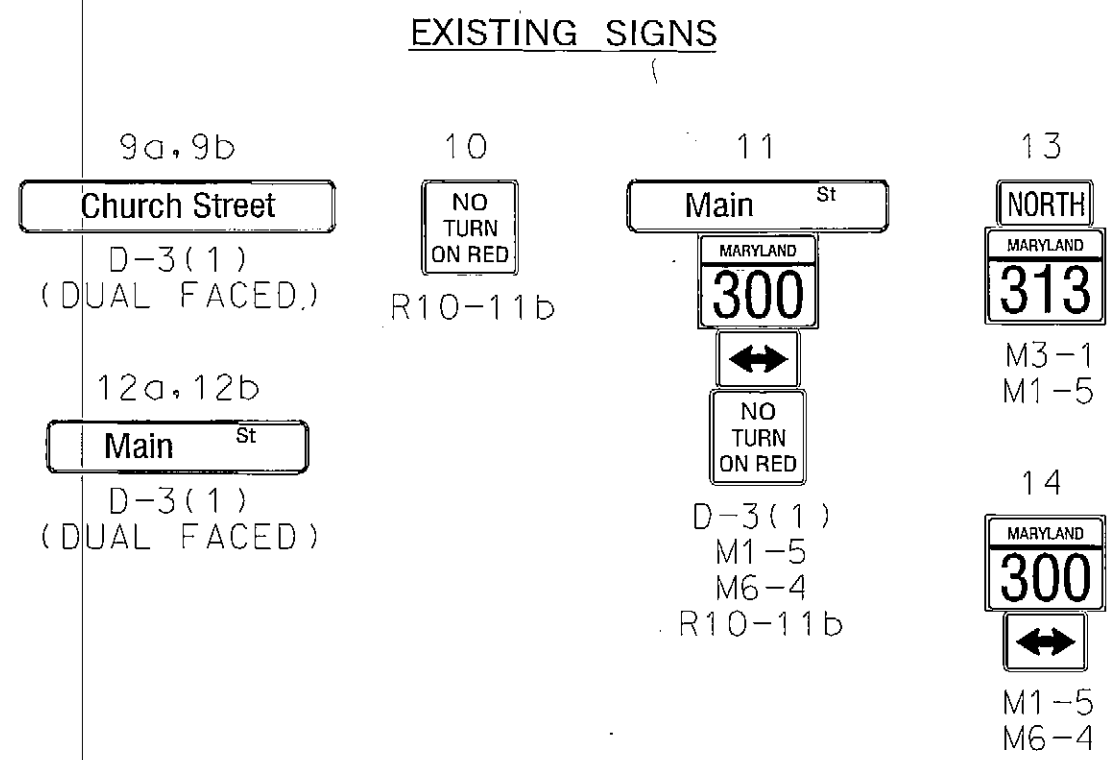 EXISTING SIGNS
9a, 9b
Church Street
D-3(1)
(DUAL FACED)
10
NO
TURN
ON RED
R10-11b
11
Main St
MARYLAND
300
NO
TURN
ON RED
D-3(1)
M1-5
M6-4
R10-11b
13
NORTH
MARYLAND
313
M3-1
M1-5
12a, 12b
Main St
D-3(1)
(DUAL FACED)
14
MARYLAND
300
M1-5
M6-4